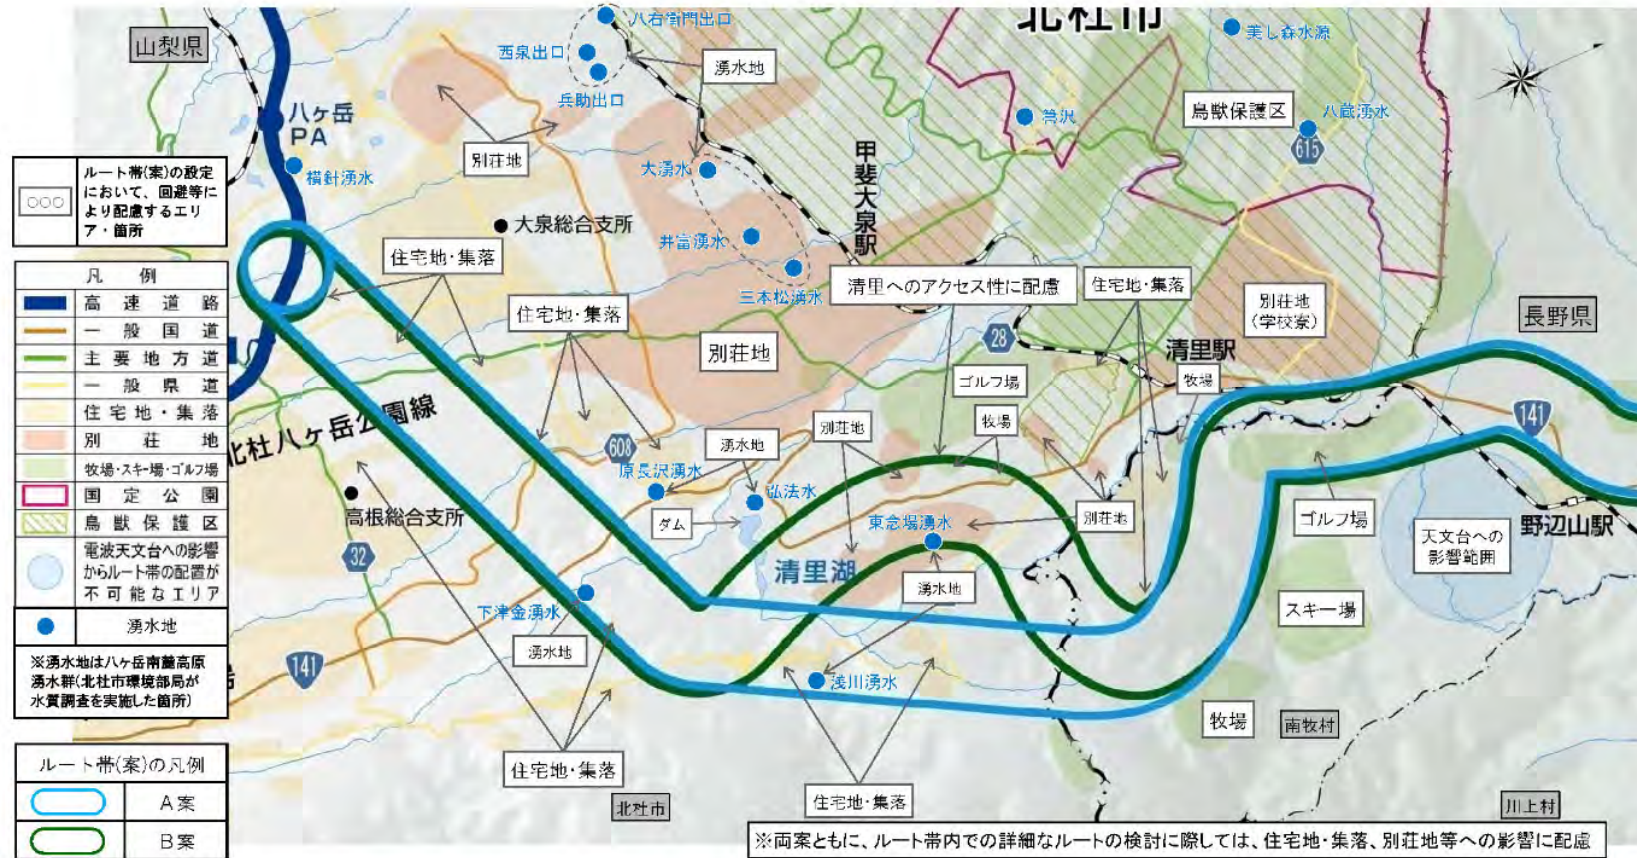 北杜市
山梨県
八右衛門出口
西泉出口
兵助出口
湧水地
美し森水源
八ヶ岳
PA
横針湧水
別荘地
大湧水
甲斐大泉駅
筥沢
鳥獣保護区
八蔵湧水
615
ルート帯(案)の設定
において、回避等に
より配慮するエリ
ア・箇所
○○○
大泉総合支所
井富湧水
三本松湧水
住宅地・集落
清里へのアクセス性に配慮
住宅地・集落
別荘地
(学校寮)
長野県
凡例
高速道路
一般国道
主要地方道
一般県道
住宅地・集落
別荘地
牧場・スキー場・ゴルフ場
国定公園
鳥獣保護区
電波天文台への影響
からルート帯の配置が
不可能なエリア
湧水地
※湧水地はハヶ岳南麓高原
湧水群(北杜市環境部局が
水質調査を実施した箇所)
住宅地・集落
別荘地
28
清里駅
ゴルフ場
牧場
北杜八ヶ岳公園線
608
原長沢湧水
湧水地
別荘地
牧場
141
高根総合支所
弘法水
ダム
東念場湧水
別荘地
ゴルフ場
天文台への
影響範囲
野辺山駅
32
清里湖
湧水地
下津金湧水
湧水地
スキー場
141
浅川湧水
牧場
南牧村
住宅地・集落
北杜市
住宅地・集落
川上村
ルート帯(案)の凡例
A案
B案
※両案ともに、ルート帯内での詳細なルートの検討に際しては、住宅地・集落、別荘地等への影響に配慮